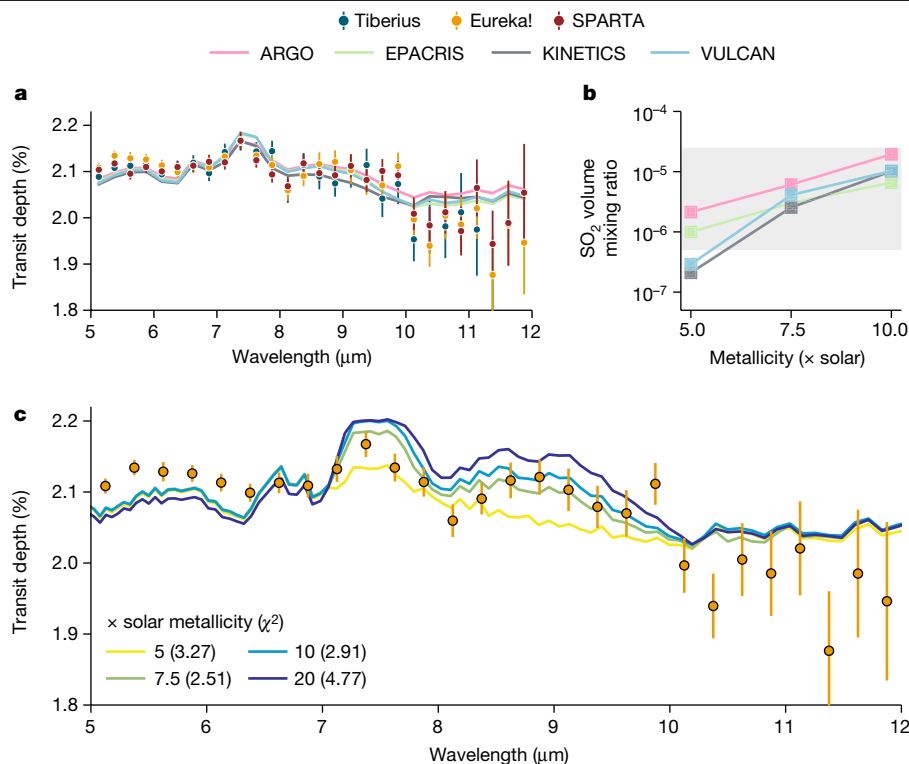 Tiberius Eureka! SPARTA
ARGO EPACRIS KINETICS VULCAN
a
2.2
2.1
2.0
1.9
1.8
Transit depth (%)
5 6 7 8 9 10 11 12
Wavelength (μm)
b
10⁻⁴
10⁻⁵
10⁻⁶
10⁻⁷
SO₂ volume
mixing ratio
5.0 7.5 10.0
Metallicity (× solar)
c
2.2
2.1
2.0
1.9
1.8
Transit depth (%)
× solar metallicity (χ²)
5 (3.27) 10 (2.91)
7.5 (2.51) 20 (4.77)
5 6 7 8 9 10 11 12
Wavelength (μm)